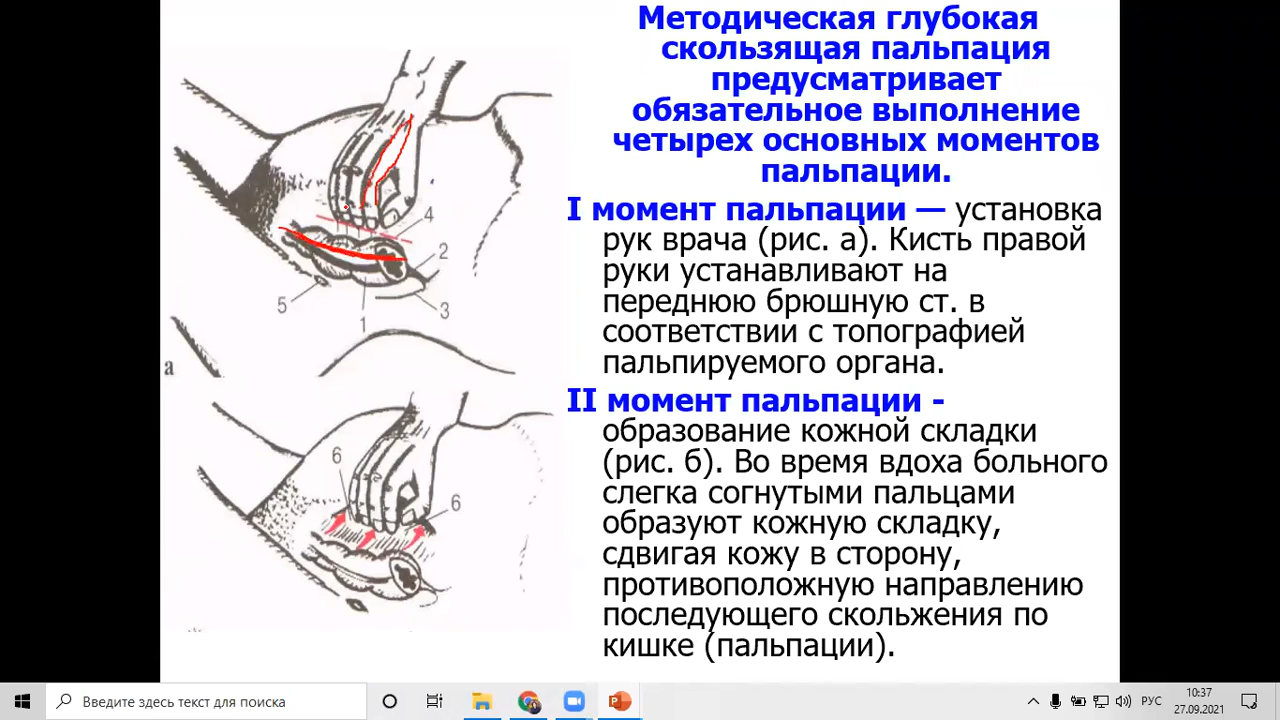 Методическая глубокая
скользящая пальпация
предусматривает
обязательное выполнение
четырех основных моментов
пальпации.
I момент пальпации — установка
рук врача (рис. а). Кисть правой
руки устанавливают на
переднюю брюшную ст. в
соответствии с топографией
пальпируемого органа.
II момент пальпации -
образование кожной складки
(рис. б). Во время вдоха больного
слегка согнутыми пальцами
образуют кожную складку,
сдвигая кожу в сторону,
противоположную направлению
последующего скольжения по
кишке (пальпации).
4
2
5
3
1
а
6
6
Введите здесь текст для поиска
РУС
10:37
27.09.2021